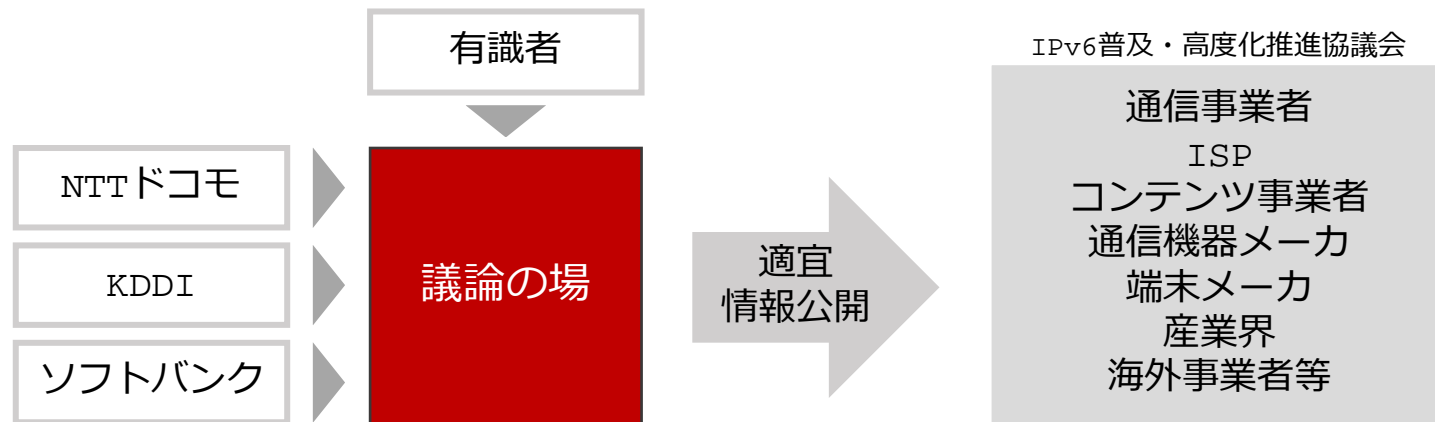 有識者
NTTドコモ
KDDI
ソフトバンク
議論の場
適宜
情報公開
IPv6普及・高度化推進協議会
通信事業者
ISP
コンテンツ事業者
通信機器メーカ
端末メーカ
産業界
海外事業者等